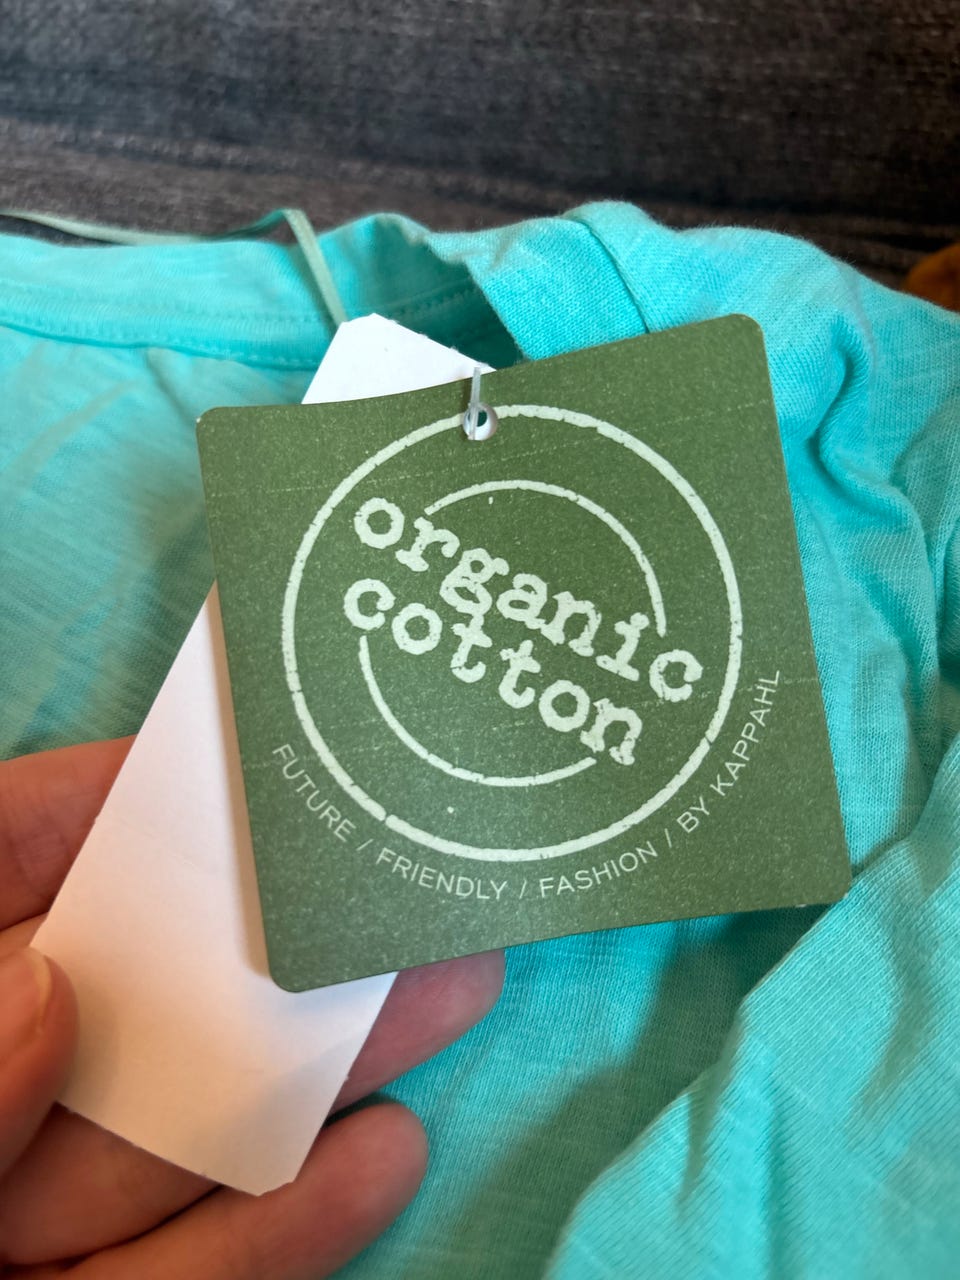 organic
cotton
FUTURE / FRIENDLY / FASHION / BY KAPPAHL